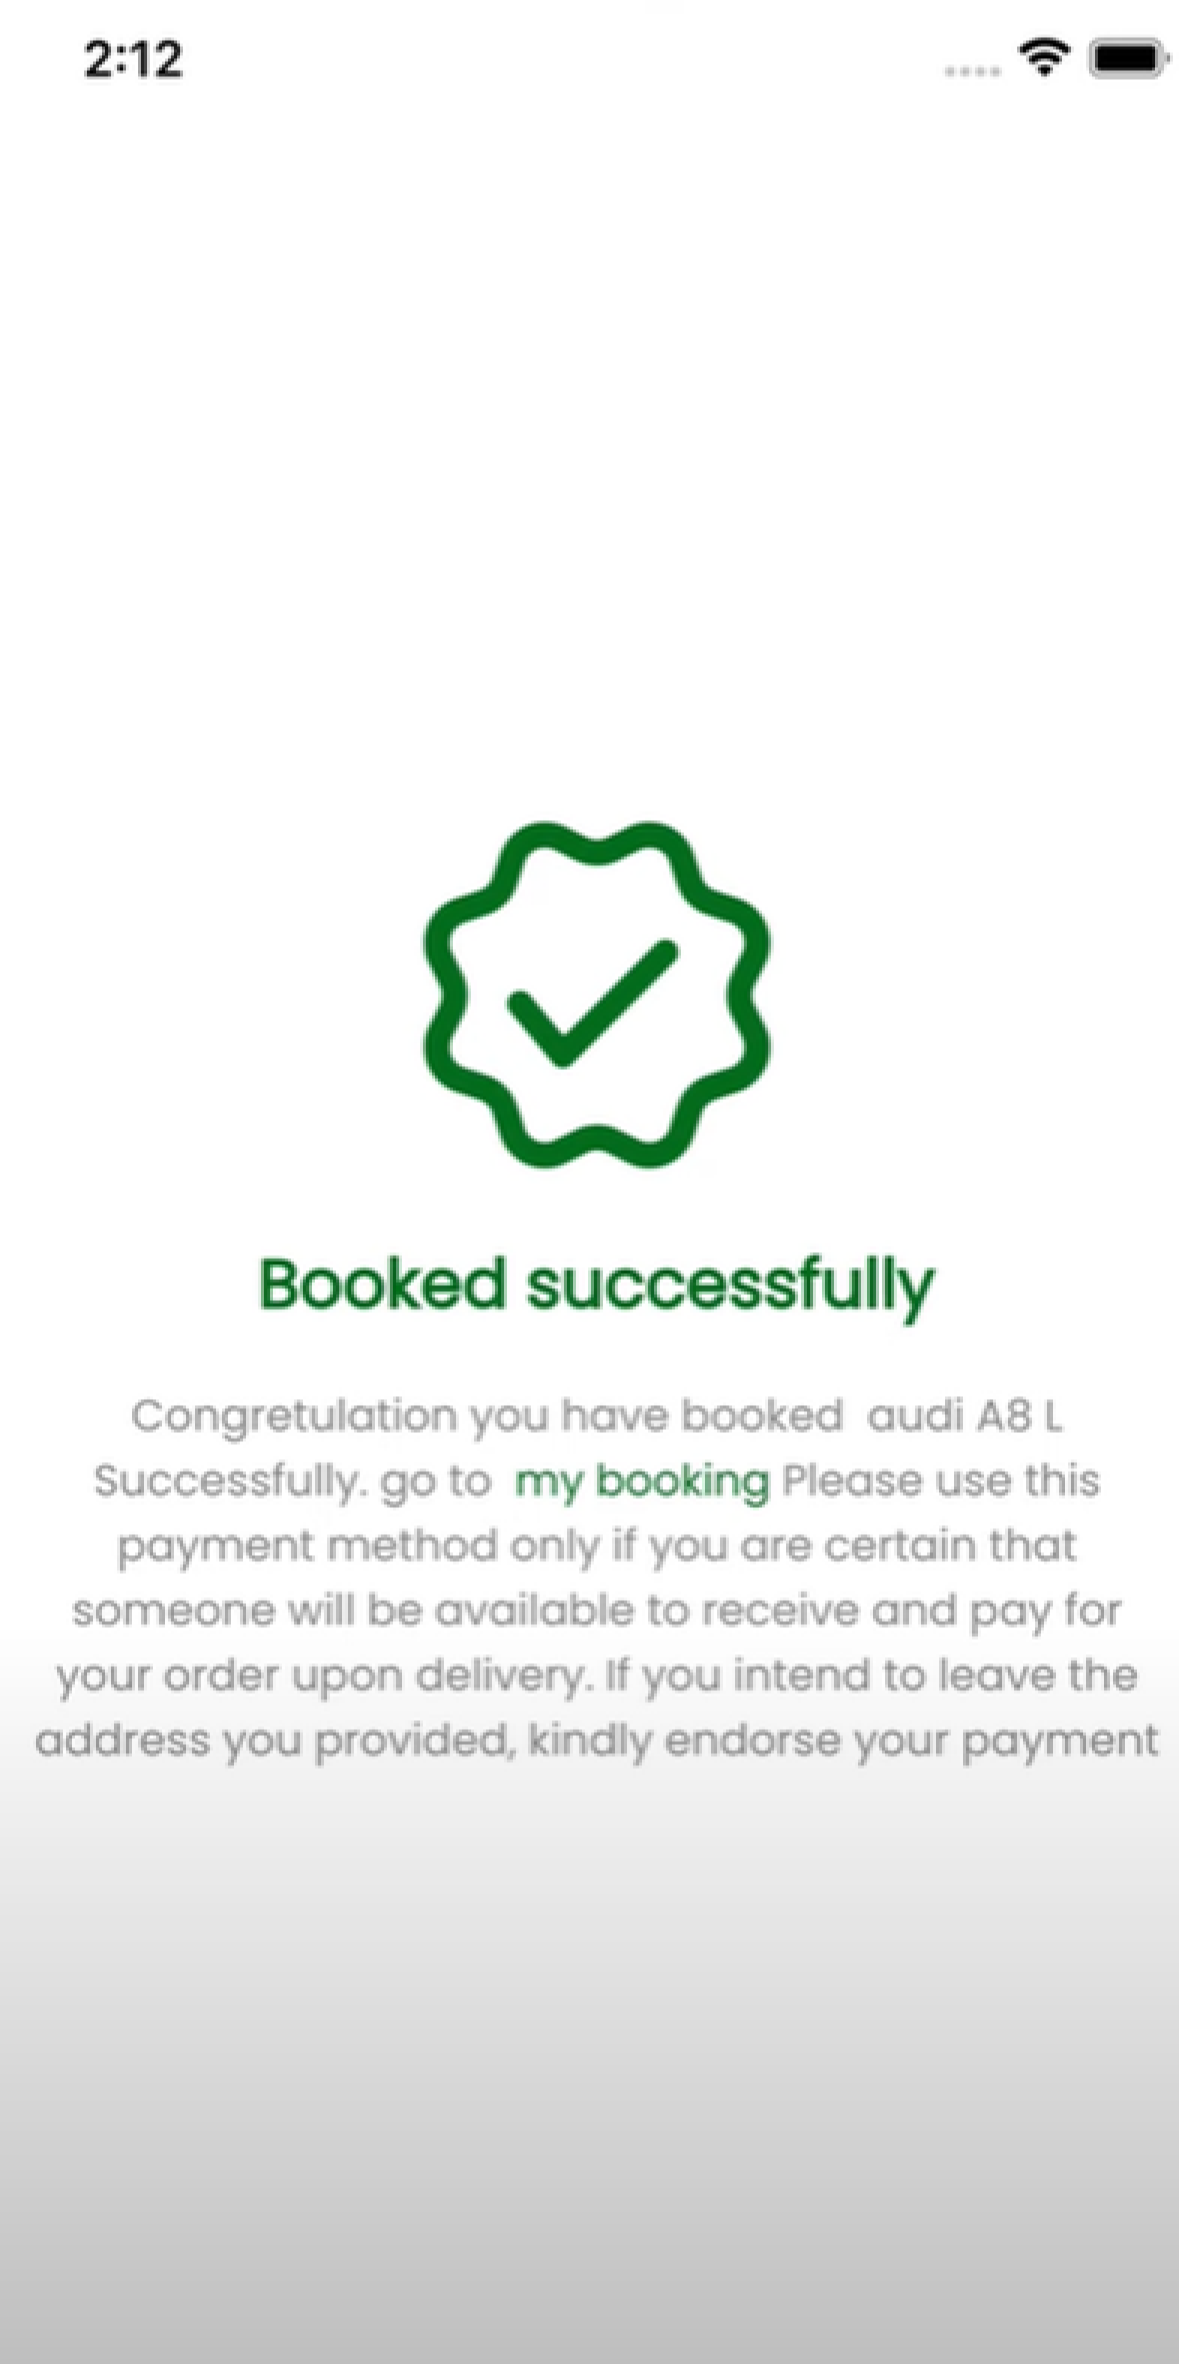 2:12
Booked successfully
Congretulation you have booked audi A8 L
Successfully. go to my booking Please use this
payment method only if you are certain that
someone will be available to receive and pay for
your order upon delivery. If you intend to leave the
address you provided, kindly endorse your payment